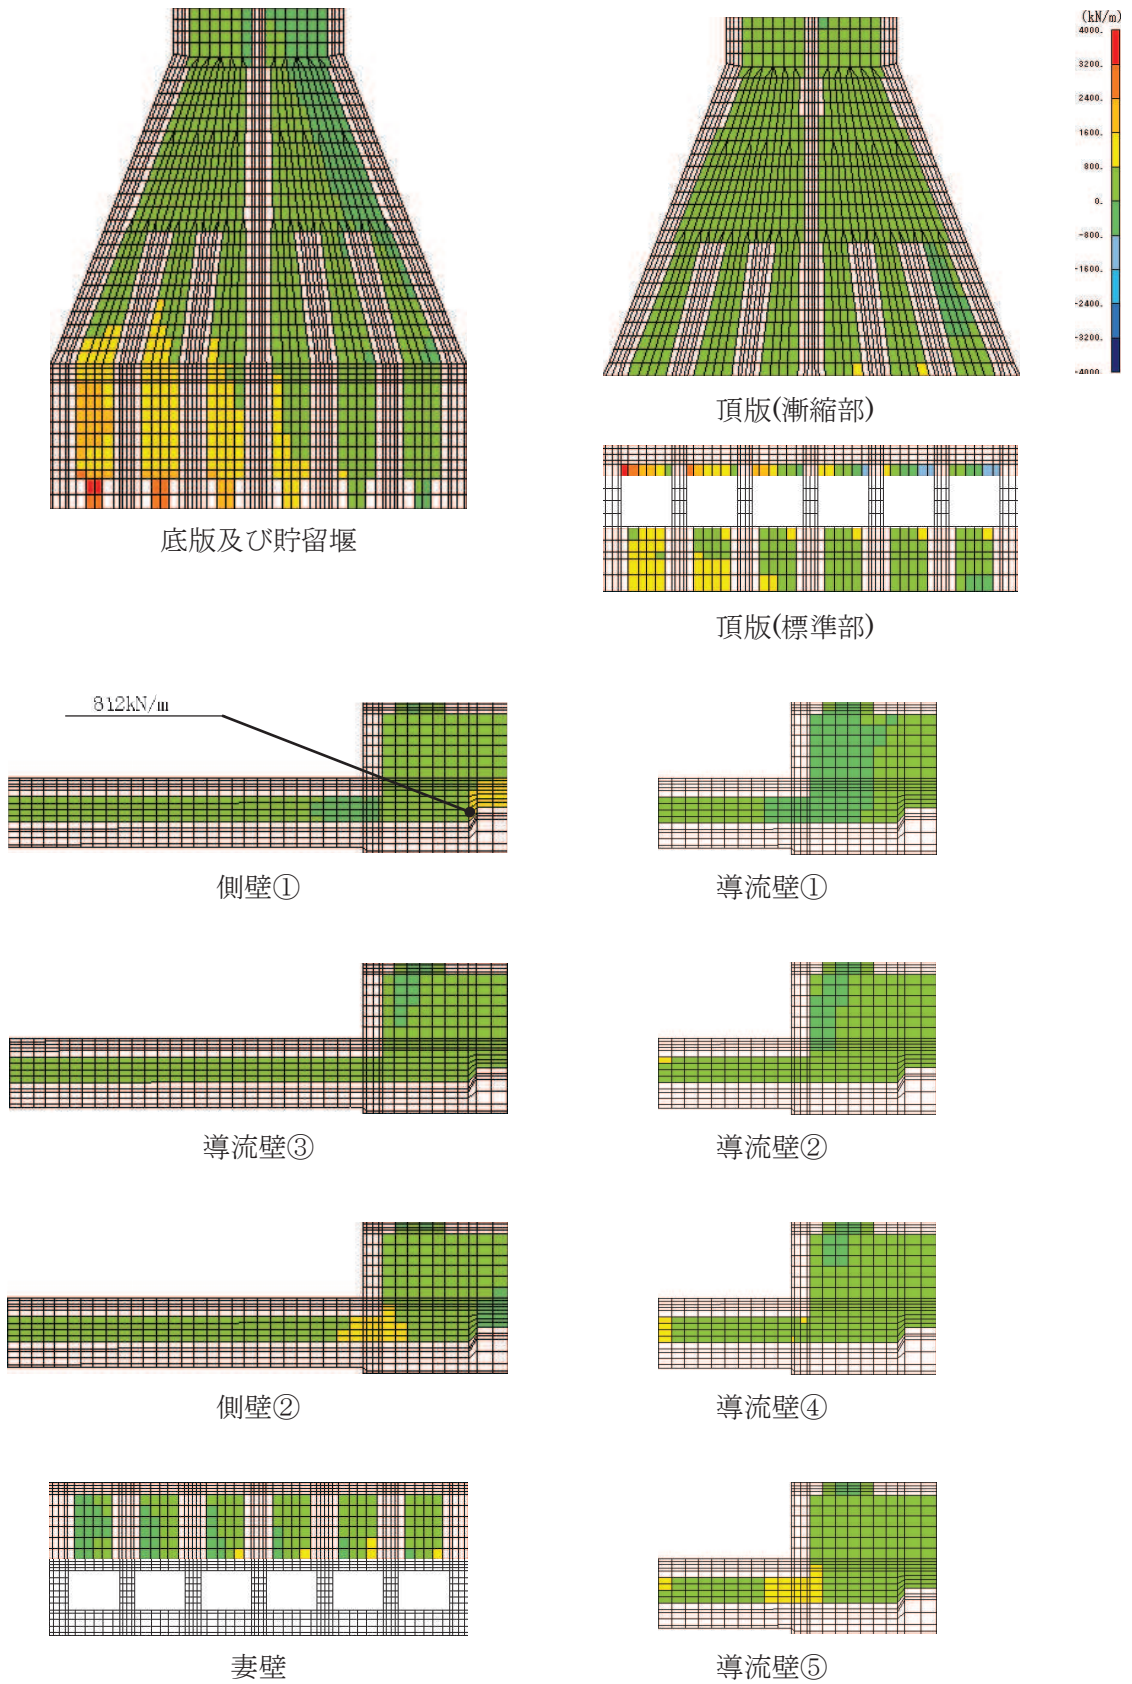 (kN/m)
4000.
3200.
2400.
1600.
800.
0.
-800.
-1600.
-2400.
-3200.
-4000.
頂版(漸縮部)
底版及び貯留堰
頂版(標準部)
812kN/m
側壁①
導流壁①
導流壁③
導流壁②
側壁②
導流壁④
妻壁
導流壁⑤